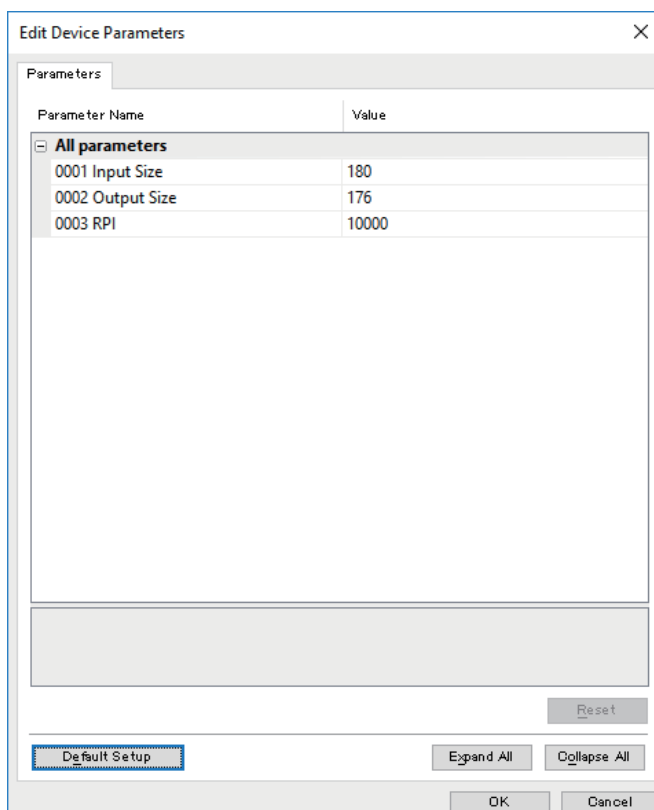 Edit Device Parameters
Parameters
Parameter Name Value
All parameters
0001 Input Size 180
0002 Output Size 176
0003 RPI 10000
Reset
Default Setup Expand All Collapse All
OK Cancel